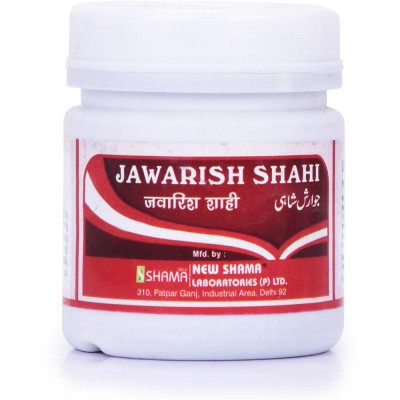 JAWARISH SHAHI
जवारिश शाही جوارش شاہی
Mfd. by :
SHAMA NEW SHAMA
LABORATORIES (P) LTD.
310, Patpar Ganj, Industrial Area, Delhi 92